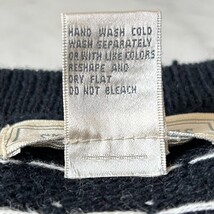 HAND WASH COLD
WASH SEPARATELY
OR WITH LIKE COLORS
RESHAPE AND
DRY FLAT
DO NOT BLEACH